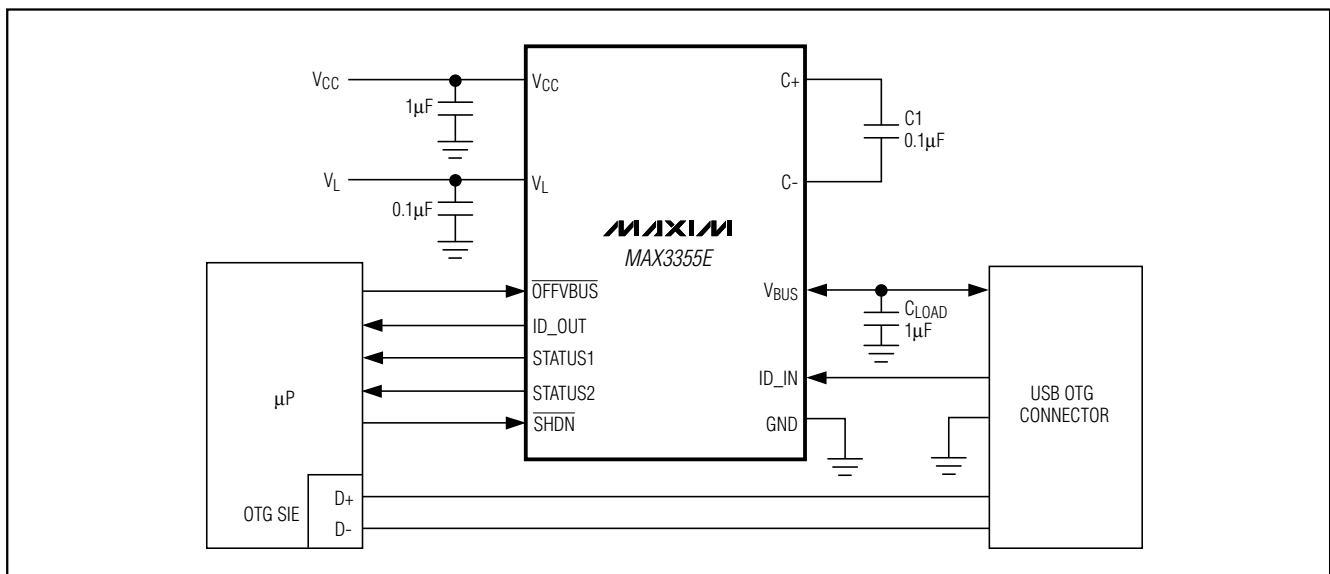 VCC
1µF
VL
0.1µF
VCC
VL
OFFVBUS
ID_OUT
STATUS1
STATUS2
SHDN
MAXIM
MAX3355E
C+
C-
VBUS
ID_IN
GND
C1
0.1µF
CLOAD
1µF
µP
OTG SIE
D+
D-
USB OTG
CONNECTOR